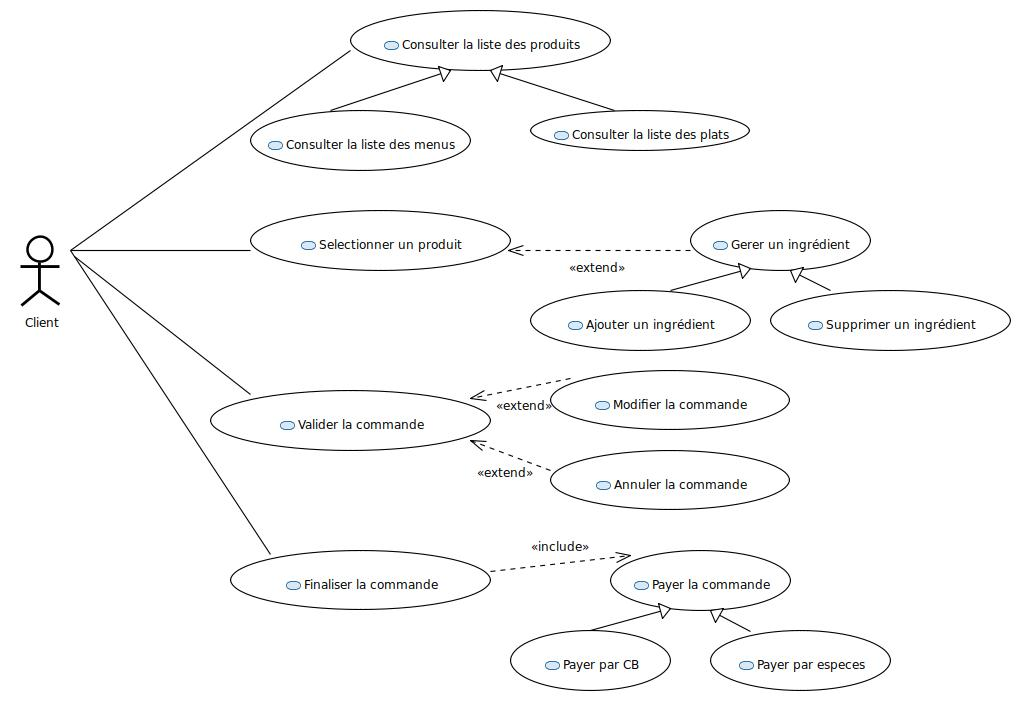 Consulter la liste des produits
Consulter la liste des menus
Consulter la liste des plats
Selectionner un produit
Gerer un ingrédient
«extend»
Ajouter un ingrédient
Supprimer un ingrédient
Client
Modifier la commande
«extend»
Valider la commande
«extend»
Annuler la commande
«include»
Finaliser la commande
Payer la commande
Payer par CB
Payer par especes